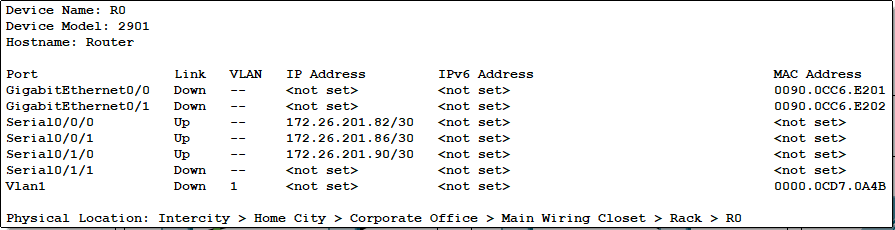 Device Name: R0
Device Model: 2901
Hostname: Router
Port Link VLAN IP Address IPv6 Address MAC Address
GigabitEthernet0/0 Down -- <not set> <not set> 0090.0CC6.E201
GigabitEthernet0/1 Down -- <not set> <not set> 0090.0CC6.E202
Serial0/0/0 Up -- 172.26.201.82/30 <not set> <not set>
Serial0/0/1 Up -- 172.26.201.86/30 <not set> <not set>
Serial0/1/0 Up -- 172.26.201.90/30 <not set> <not set>
Serial0/1/1 Down -- <not set> <not set> <not set>
Vlan1 Down 1 <not set> <not set> 0000.0CD7.0A4B
Physical Location: Intercity > Home City > Corporate Office > Main Wiring Closet > Rack > R0